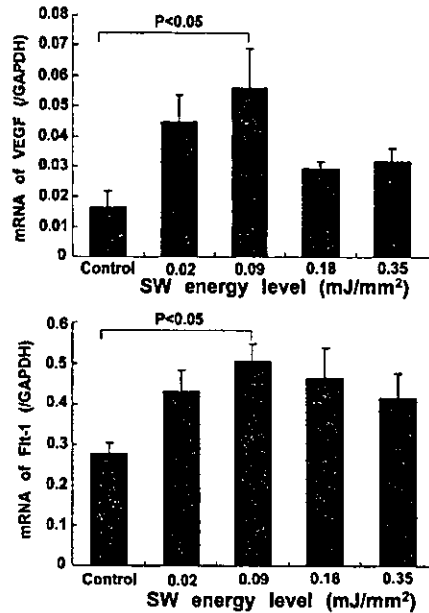 P<0.05
mRNA of VEGF (/GAPDH)
0.08
0.07
0.06
0.05
0.04
0.03
0.02
0.01
0
Control 0.02 0.09 0.18 0.35
SW energy level (mJ/mm²)
P<0.05
mRNA of Flt-1 (/GAPDH)
0.6
0.5
0.4
0.3
0.2
0.1
0
Control 0.02 0.09 0.18 0.35
SW energy level (mJ/mm²)